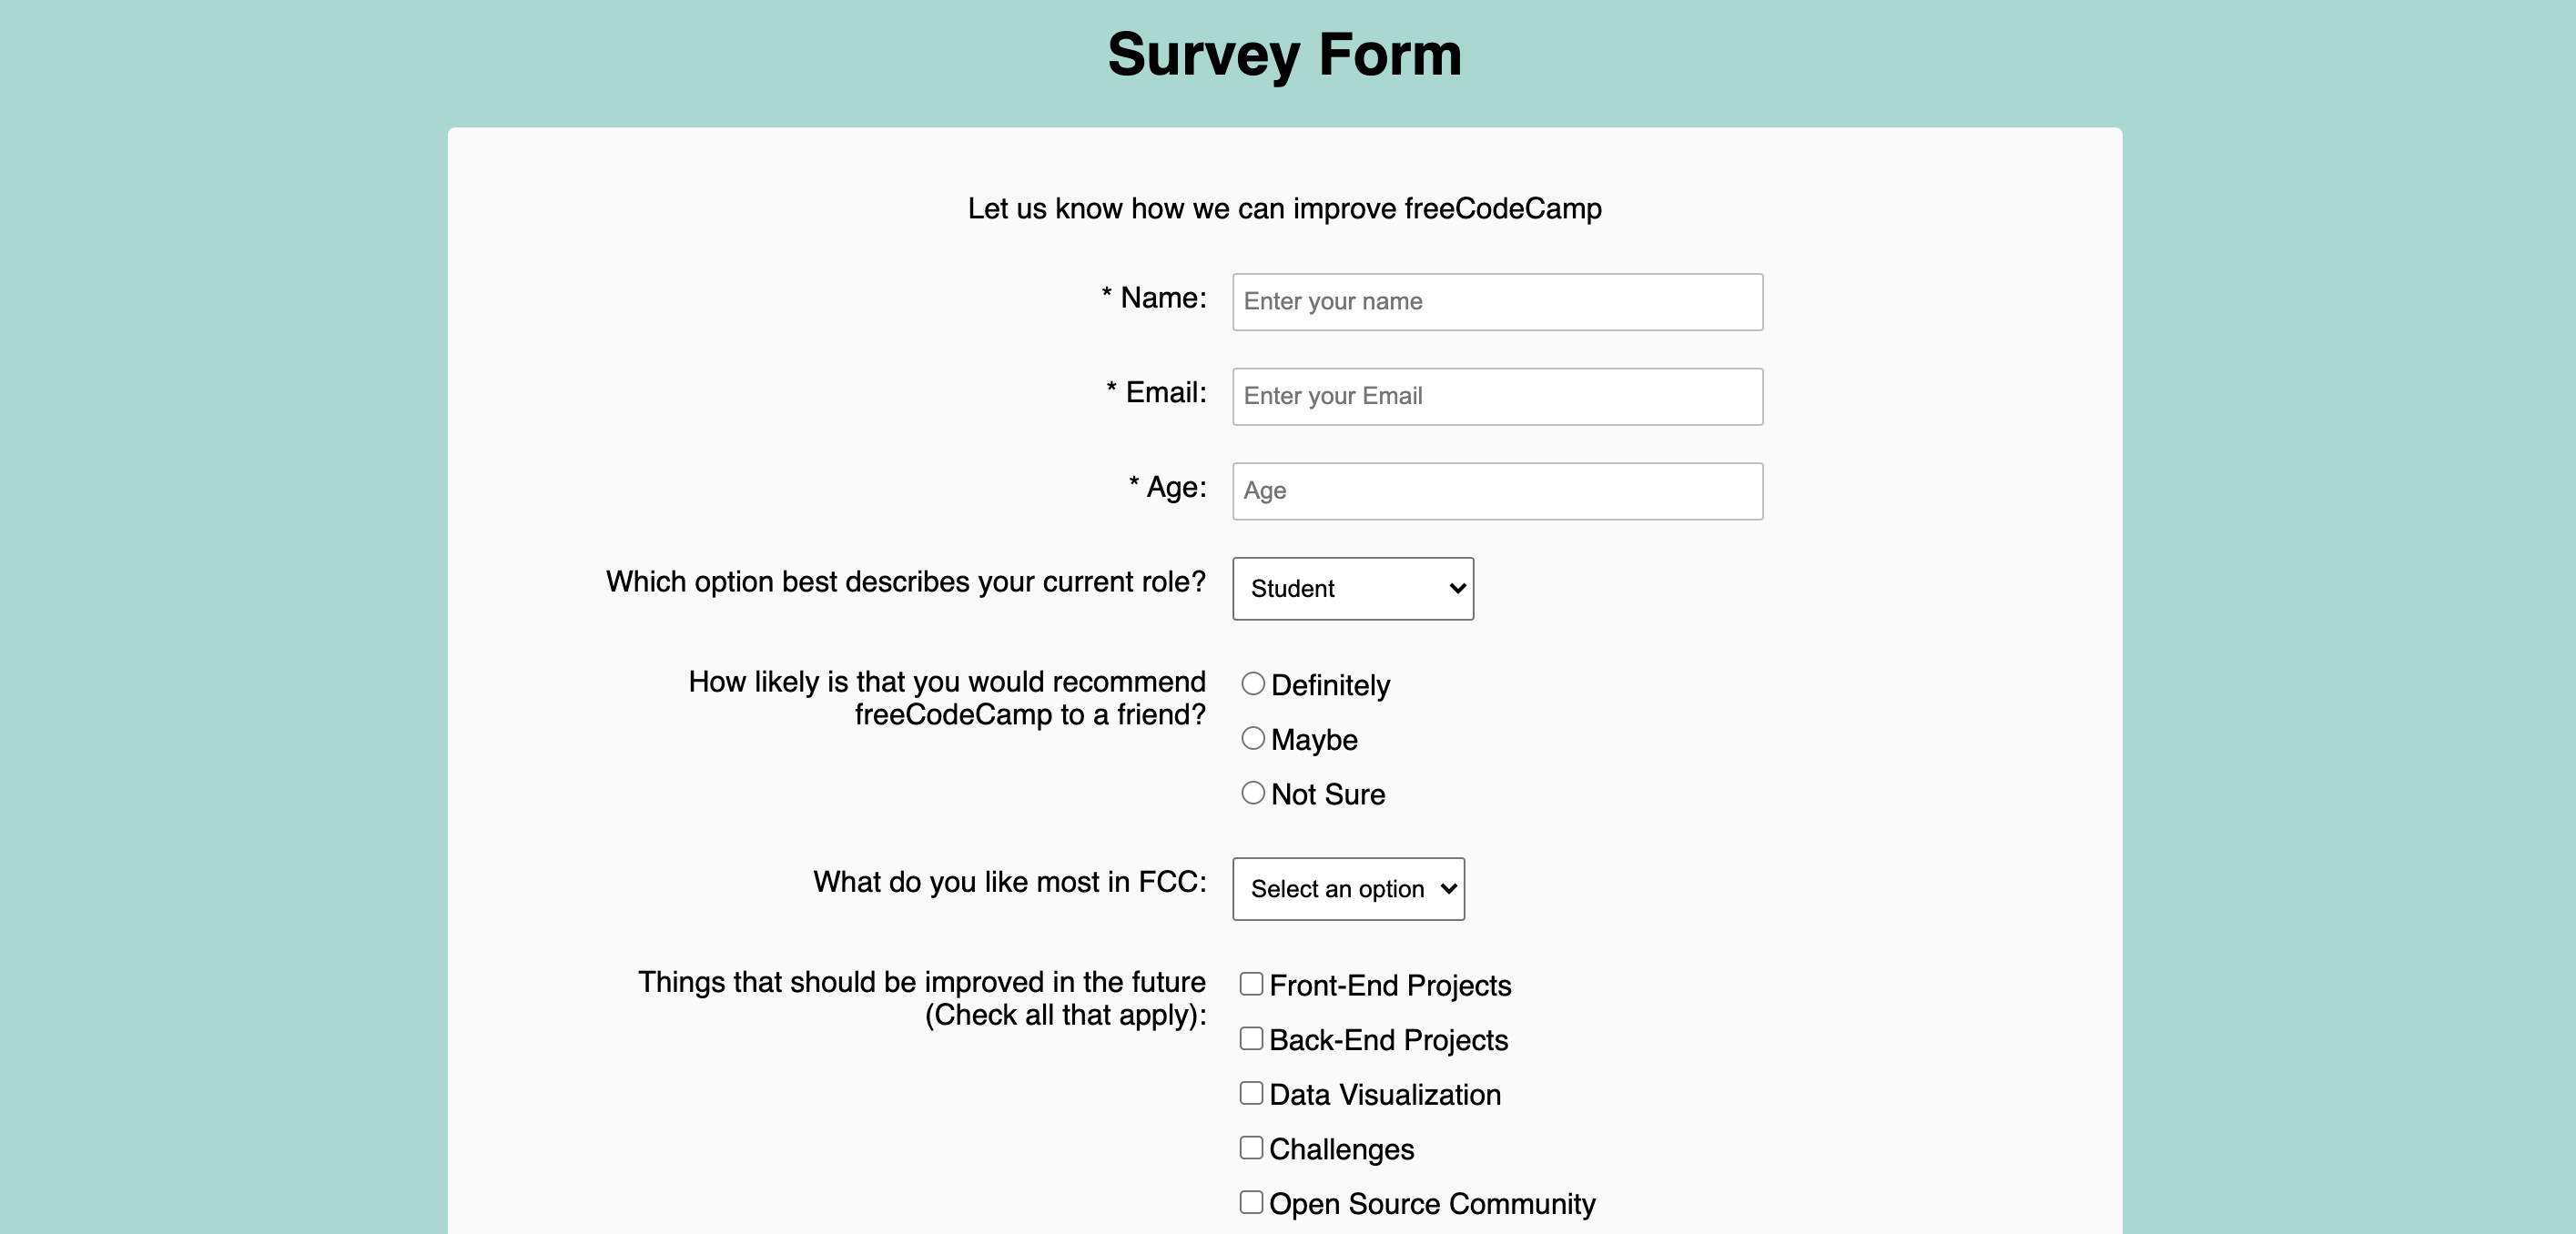 Survey Form
Let us know how we can improve freeCodeCamp
* Name:
Enter your name
* Email:
Enter your Email
* Age:
Age
Which option best describes your current role?
Student
How likely is that you would recommend
freeCodeCamp to a friend?
Definitely
Maybe
Not Sure
What do you like most in FCC:
Select an option
Things that should be improved in the future
(Check all that apply):
Front-End Projects
Back-End Projects
Data Visualization
Challenges
Open Source Community